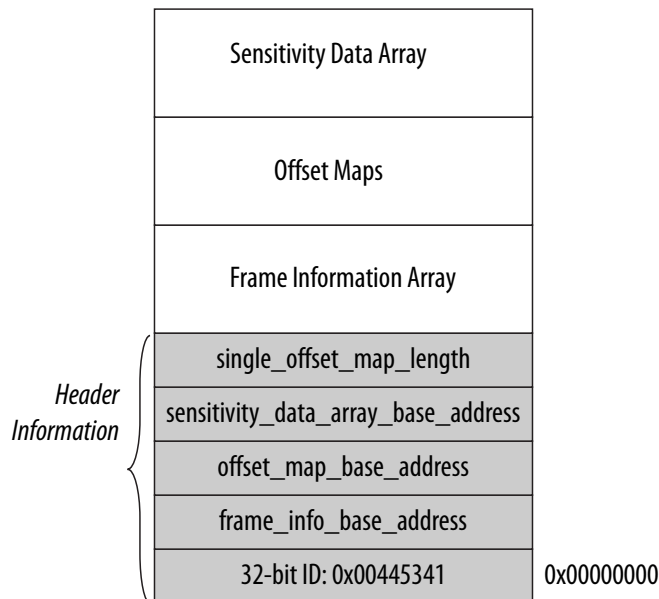 Sensitivity Data Array
Offset Maps
Frame Information Array
single_offset_map_length
Header
Information
sensitivity_data_array_base_address
offset_map_base_address
frame_info_base_address
32-bit ID: 0x00445341
0x00000000